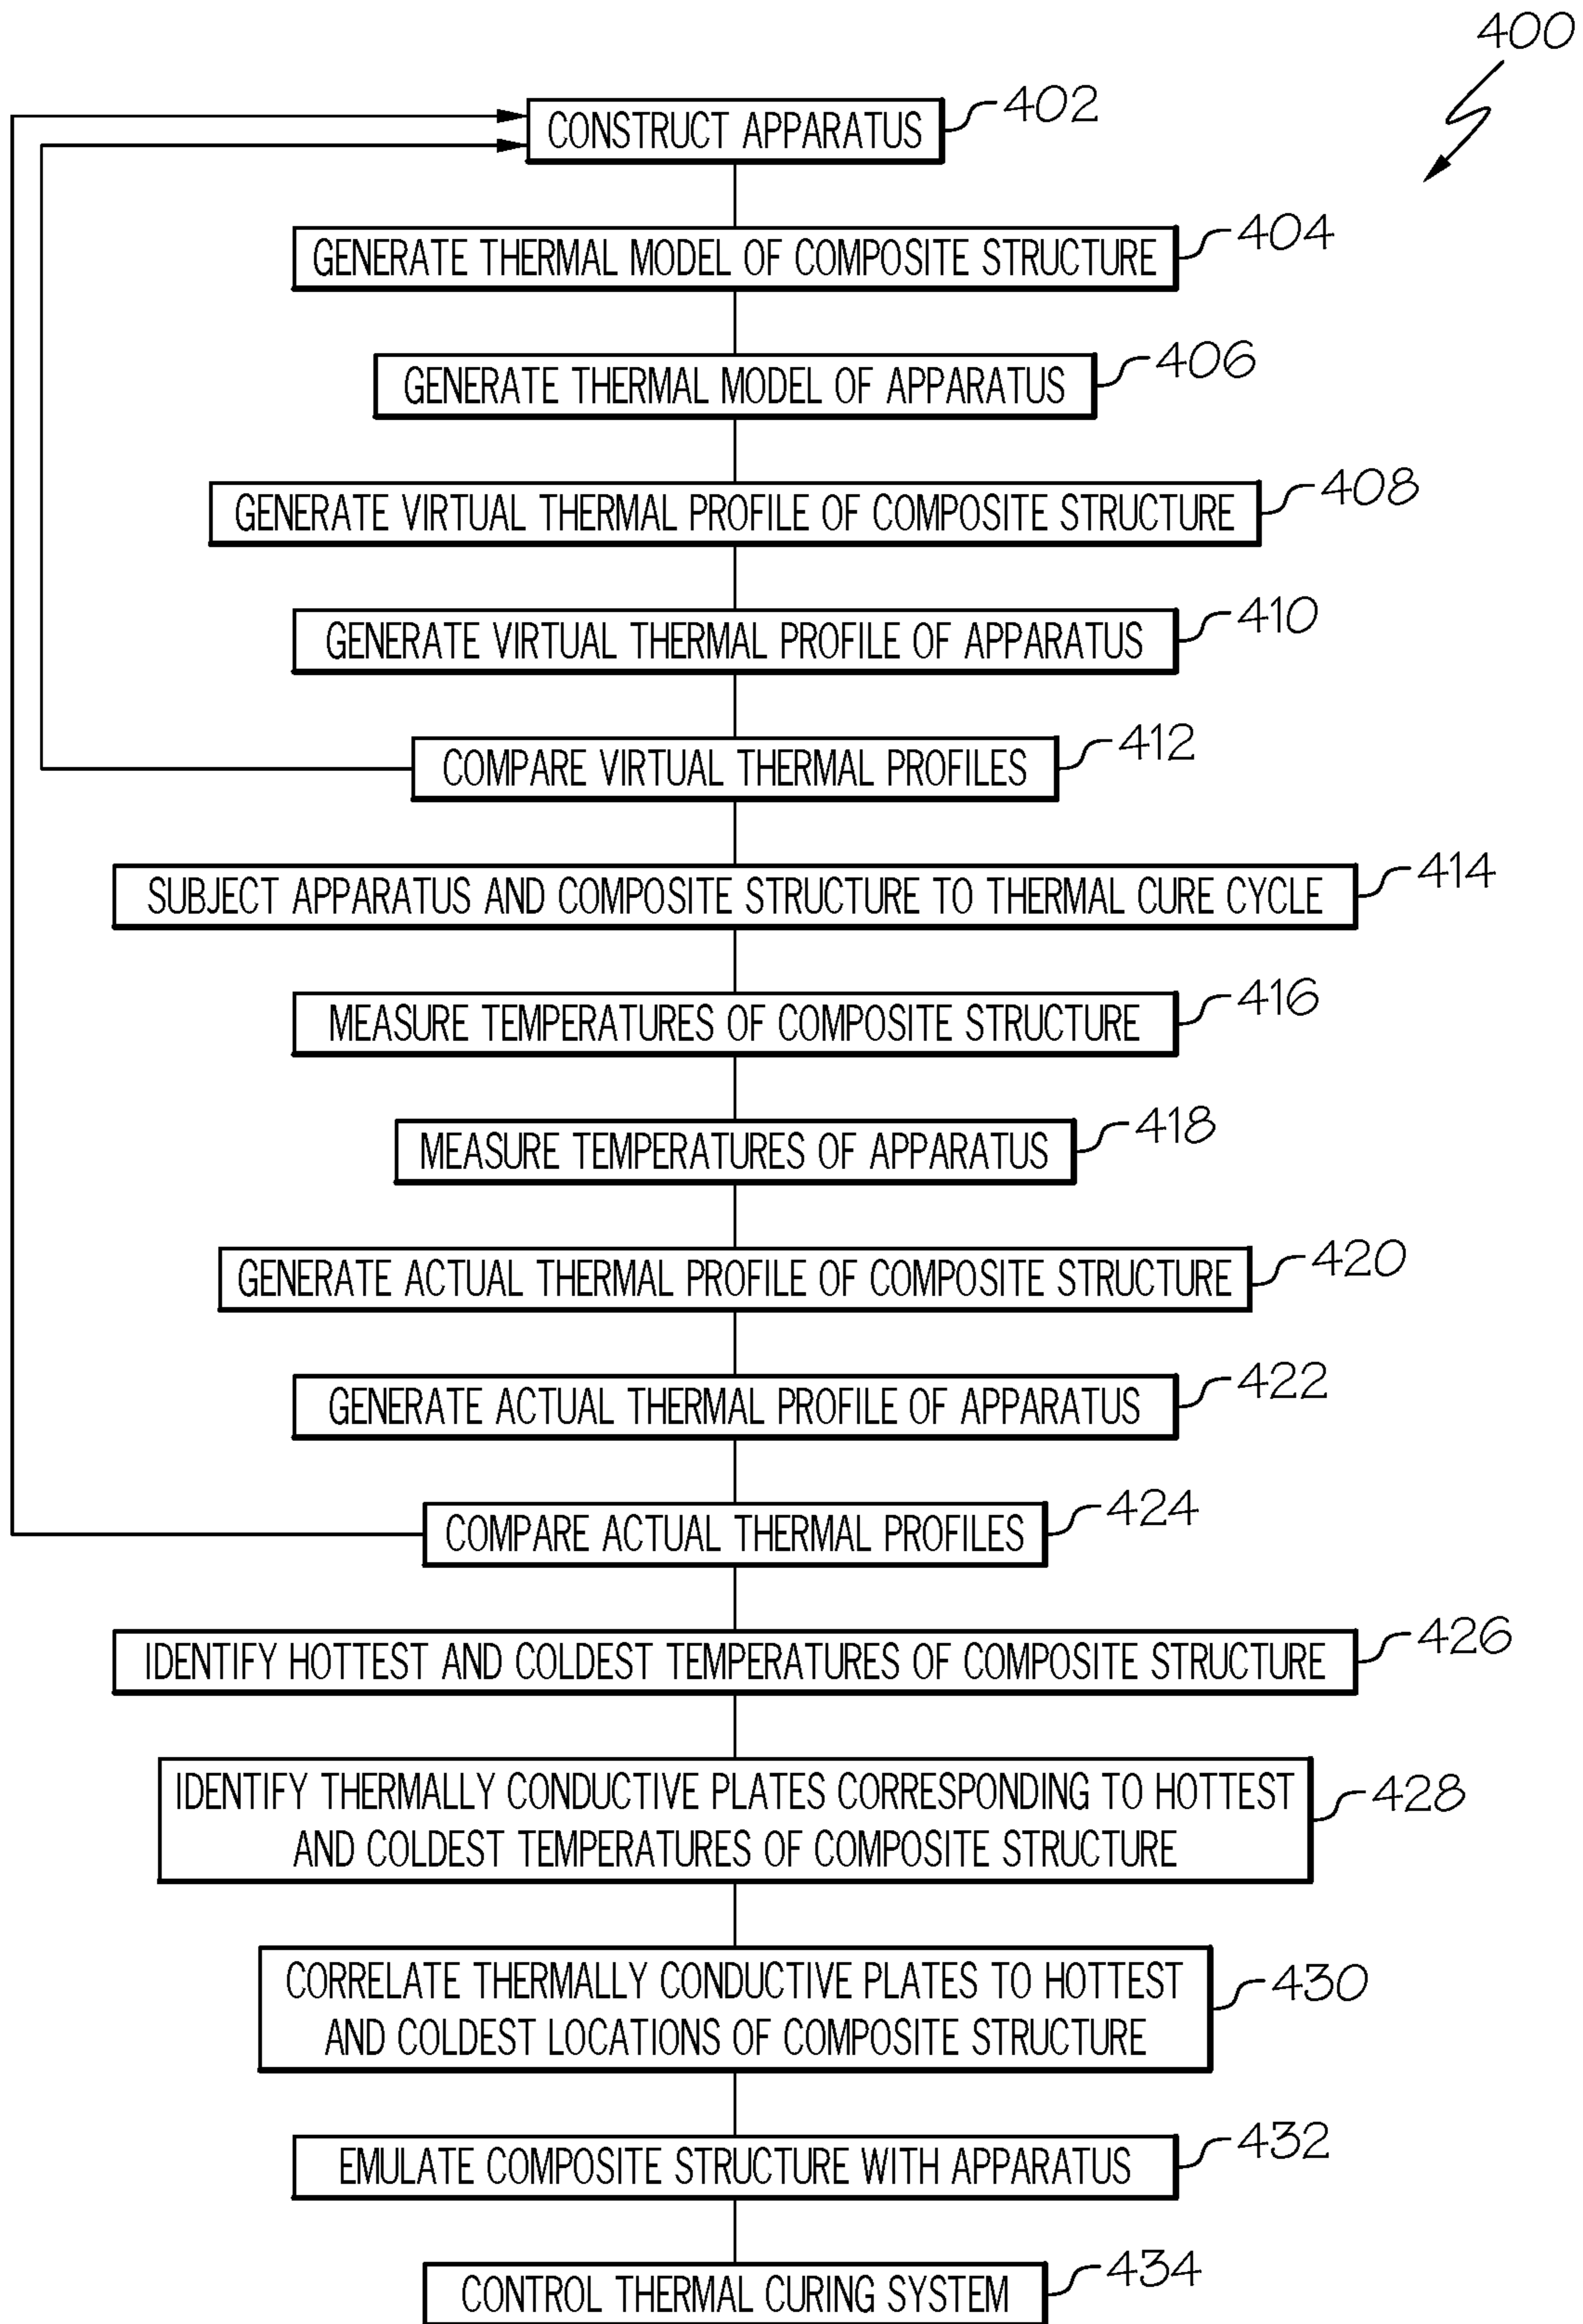 400
CONSTRUCT APPARATUS
402
GENERATE THERMAL MODEL OF COMPOSITE STRUCTURE
404
GENERATE THERMAL MODEL OF APPARATUS
406
GENERATE VIRTUAL THERMAL PROFILE OF COMPOSITE STRUCTURE
408
GENERATE VIRTUAL THERMAL PROFILE OF APPARATUS
410
COMPARE VIRTUAL THERMAL PROFILES
412
SUBJECT APPARATUS AND COMPOSITE STRUCTURE TO THERMAL CURE CYCLE
414
MEASURE TEMPERATURES OF COMPOSITE STRUCTURE
416
MEASURE TEMPERATURES OF APPARATUS
418
GENERATE ACTUAL THERMAL PROFILE OF COMPOSITE STRUCTURE
420
GENERATE ACTUAL THERMAL PROFILE OF APPARATUS
422
COMPARE ACTUAL THERMAL PROFILES
424
IDENTIFY HOTTEST AND COLDEST TEMPERATURES OF COMPOSITE STRUCTURE
426
IDENTIFY THERMALLY CONDUCTIVE PLATES CORRESPONDING TO HOTTEST
AND COLDEST TEMPERATURES OF COMPOSITE STRUCTURE
428
CORRELATE THERMALLY CONDUCTIVE PLATES TO HOTTEST
AND COLDEST LOCATIONS OF COMPOSITE STRUCTURE
430
EMULATE COMPOSITE STRUCTURE WITH APPARATUS
432
CONTROL THERMAL CURING SYSTEM
434